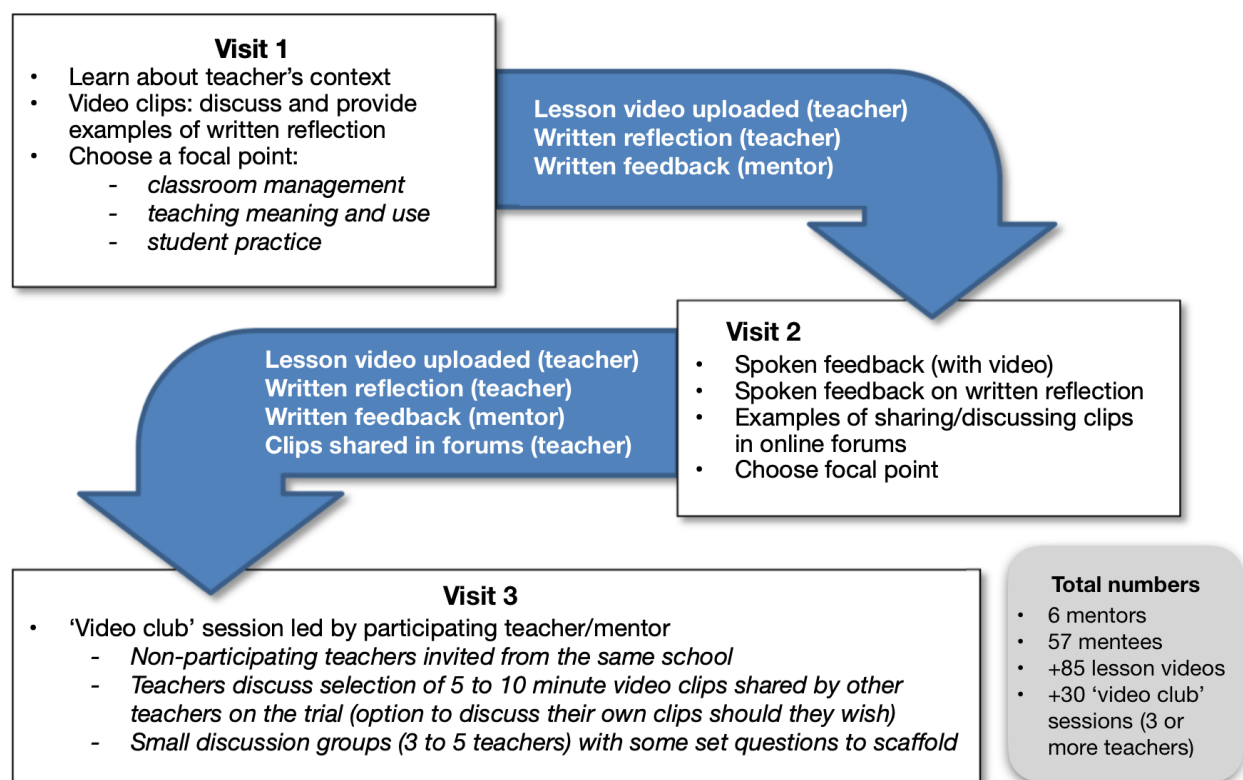 Visit 1
• Learn about teacher’s context
• Video clips: discuss and provide
examples of written reflection
• Choose a focal point:
- classroom management
- teaching meaning and use
- student practice
Lesson video uploaded (teacher)
Written reflection (teacher)
Written feedback (mentor)
Visit 2
• Spoken feedback (with video)
• Spoken feedback on written reflection
• Examples of sharing/discussing clips
in online forums
• Choose focal point
Lesson video uploaded (teacher)
Written reflection (teacher)
Written feedback (mentor)
Clips shared in forums (teacher)
Visit 3
• ‘Video club’ session led by participating teacher/mentor
- Non-participating teachers invited from the same school
- Teachers discuss selection of 5 to 10 minute video clips shared by other
teachers on the trial (option to discuss their own clips should they wish)
- Small discussion groups (3 to 5 teachers) with some set questions to scaffold
Total numbers
• 6 mentors
• 57 mentees
• +85 lesson videos
• +30 ‘video club’
sessions (3 or
more teachers)